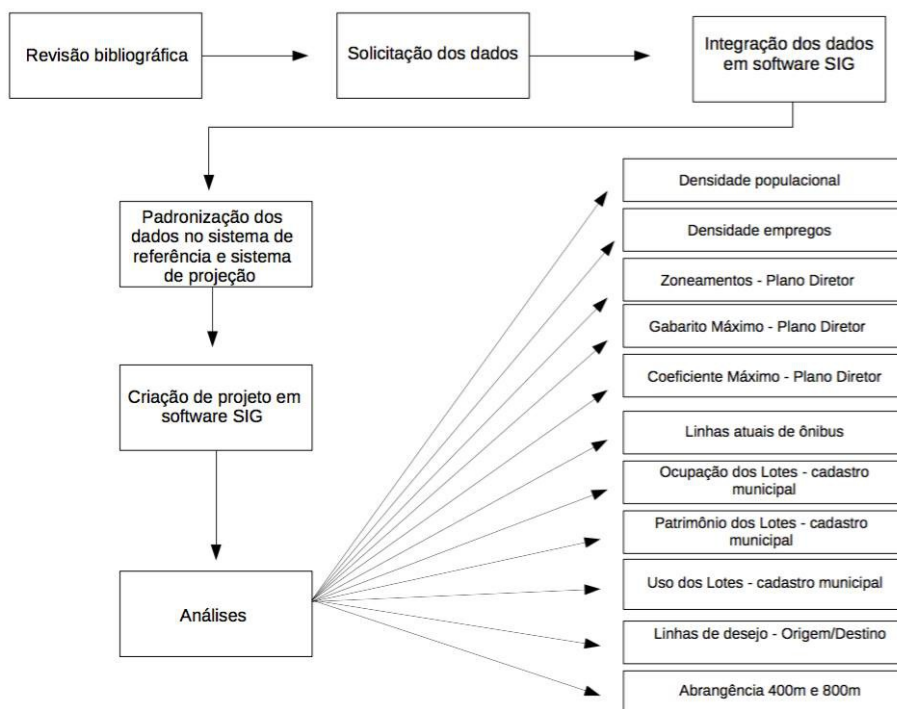 Revisão bibliográfica
Solicitação dos dados
Integração dos dados
em software SIG
Padronização dos
dados no sistema de
referência e sistema
de projeção
Criação de projeto em
software SIG
Análises
Densidade populacional
Densidade empregos
Zoneamentos - Plano Diretor
Gabarito Máximo - Plano Diretor
Coeficiente Máximo - Plano Diretor
Linhas atuais de ônibus
Ocupação dos Lotes - cadastro
municipal
Patrimônio dos Lotes - cadastro
municipal
Uso dos Lotes - cadastro municipal
Linhas de desejo - Origem/Destino
Abrangência 400m e 800m